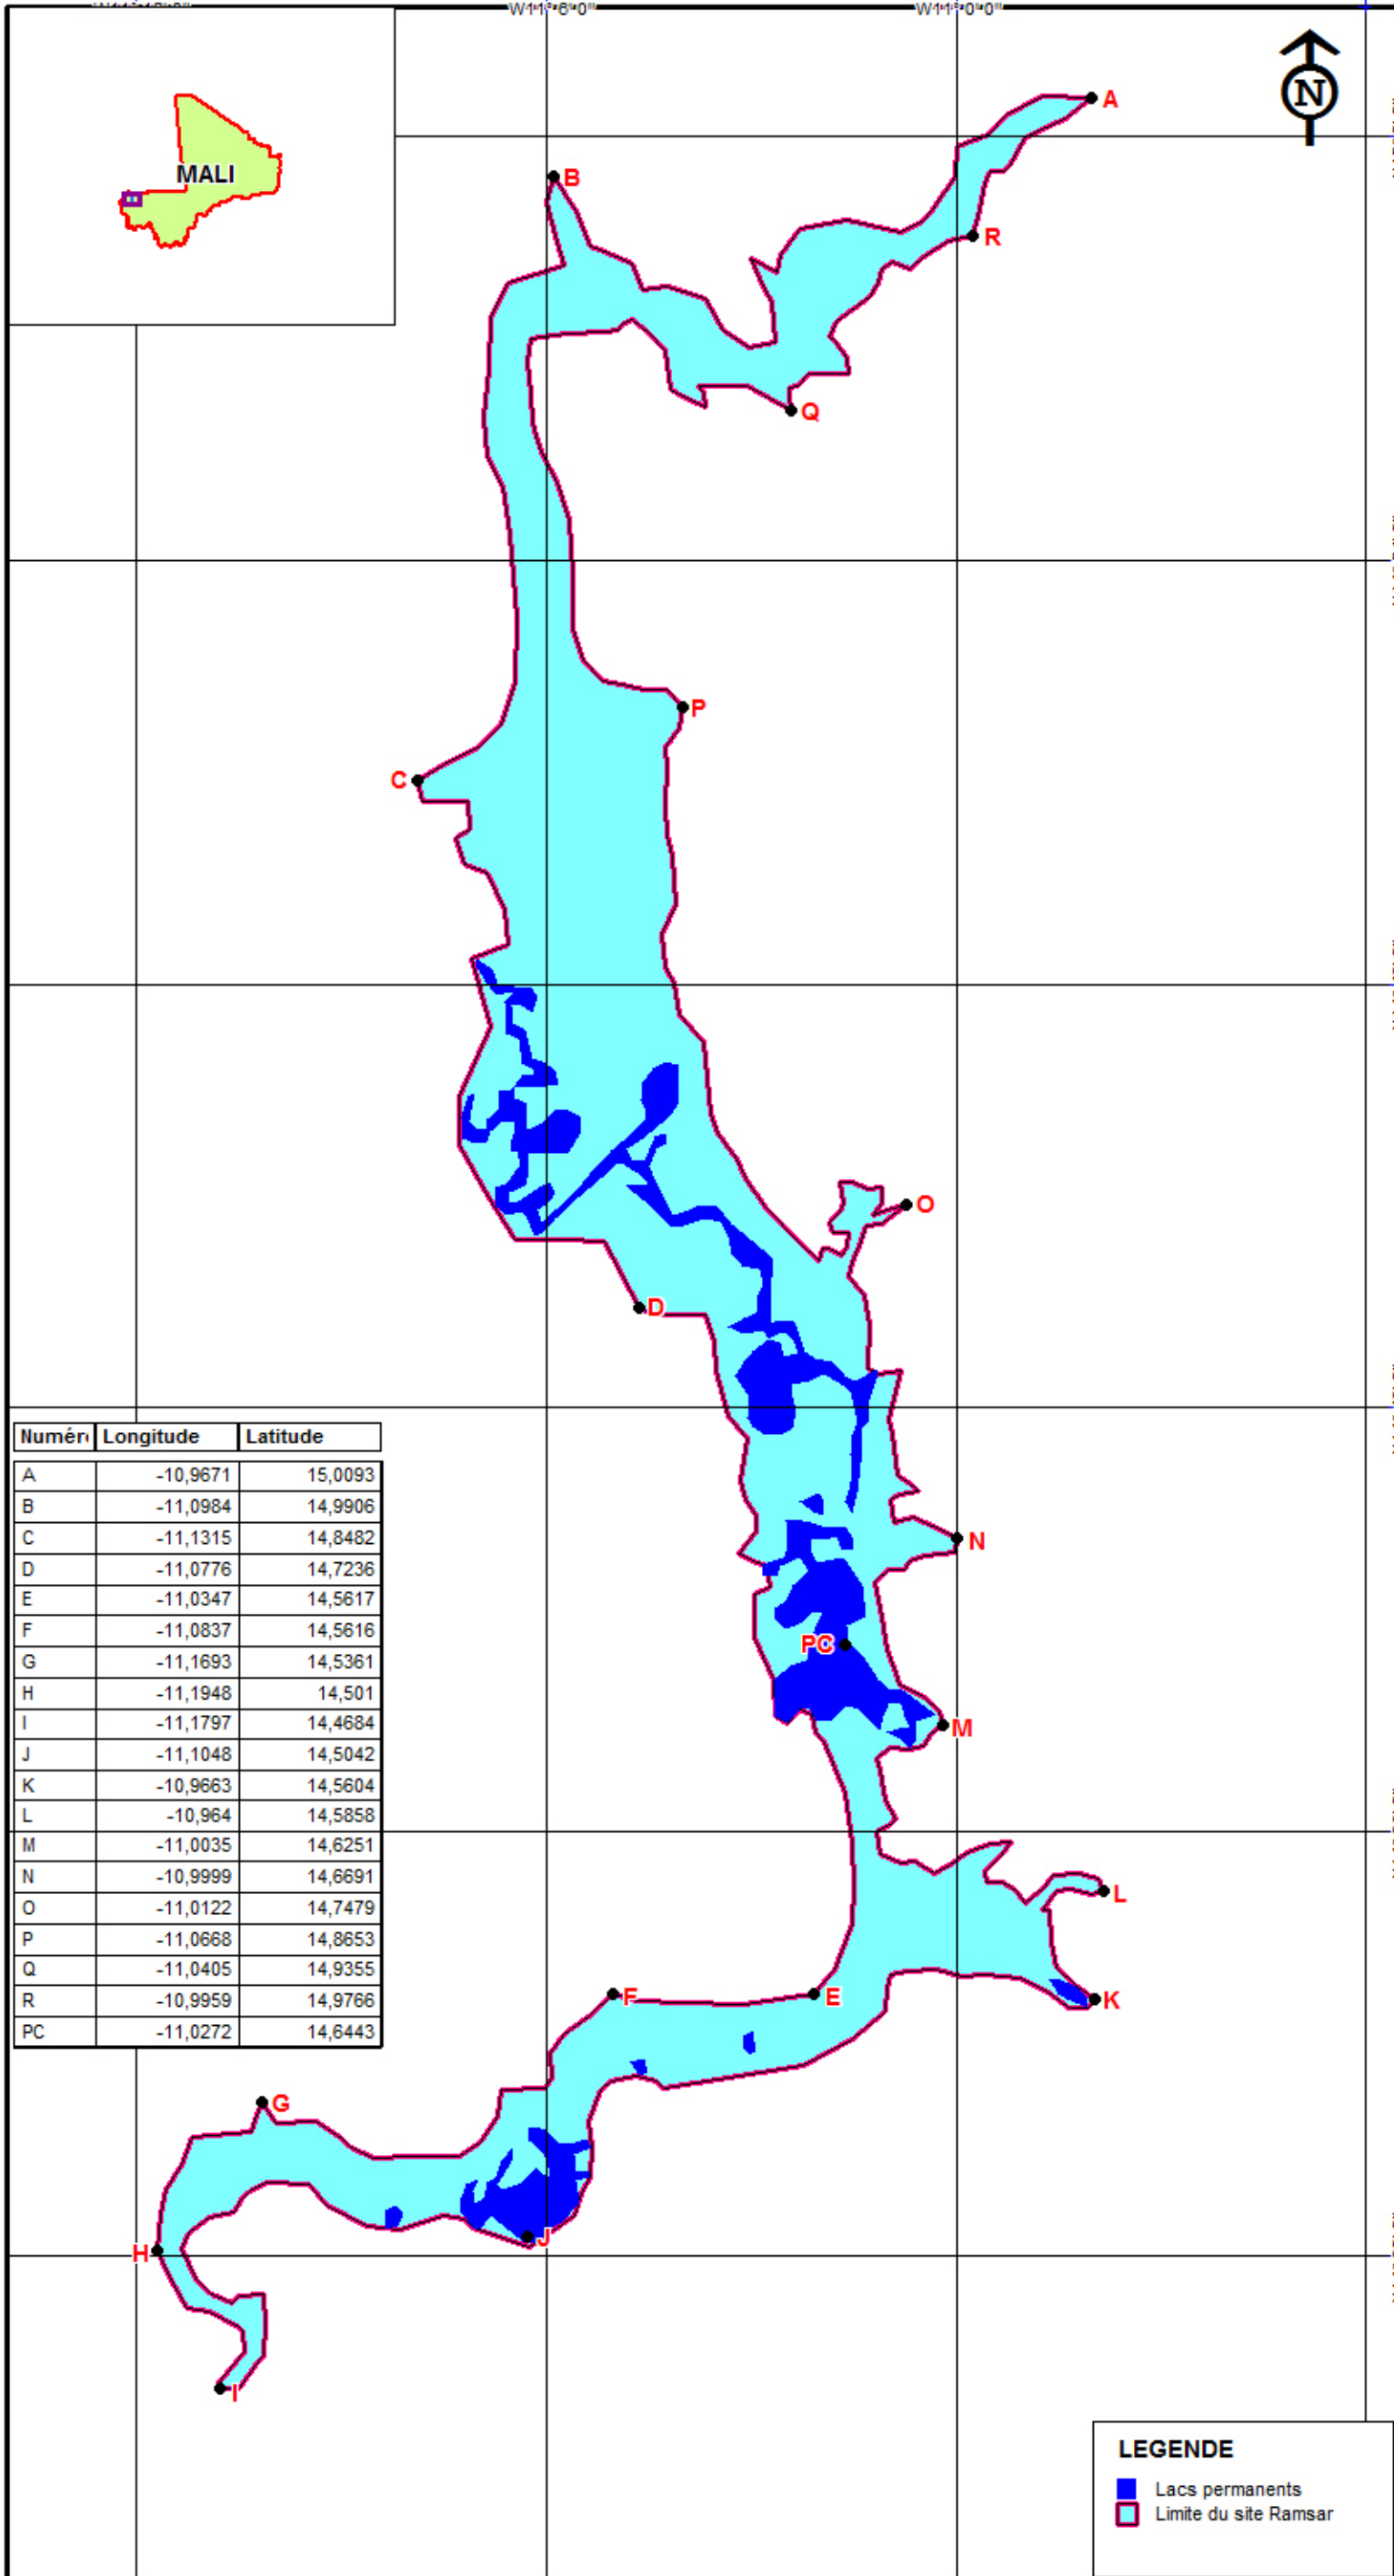 W11°6'0"
W11°0'0"
N
MALI
A
B
R
Q
P
C
O
D
N
PC
M
L
K
F
E
G
J
H
I
Numér Longitude Latitude
A -10,9671 15,0093
B -11,0984 14,9906
C -11,1315 14,8482
D -11,0776 14,7236
E -11,0347 14,5617
F -11,0837 14,5616
G -11,1693 14,5361
H -11,1948 14,501
I -11,1797 14,4684
J -11,1048 14,5042
K -10,9663 14,5604
L -10,964 14,5858
M -11,0035 14,6251
N -10,9999 14,6691
O -11,0122 14,7479
P -11,0668 14,8653
Q -11,0405 14,9355
R -10,9959 14,9766
PC -11,0272 14,6443
LEGENDE
Lacs permanents
Limite du site Ramsar